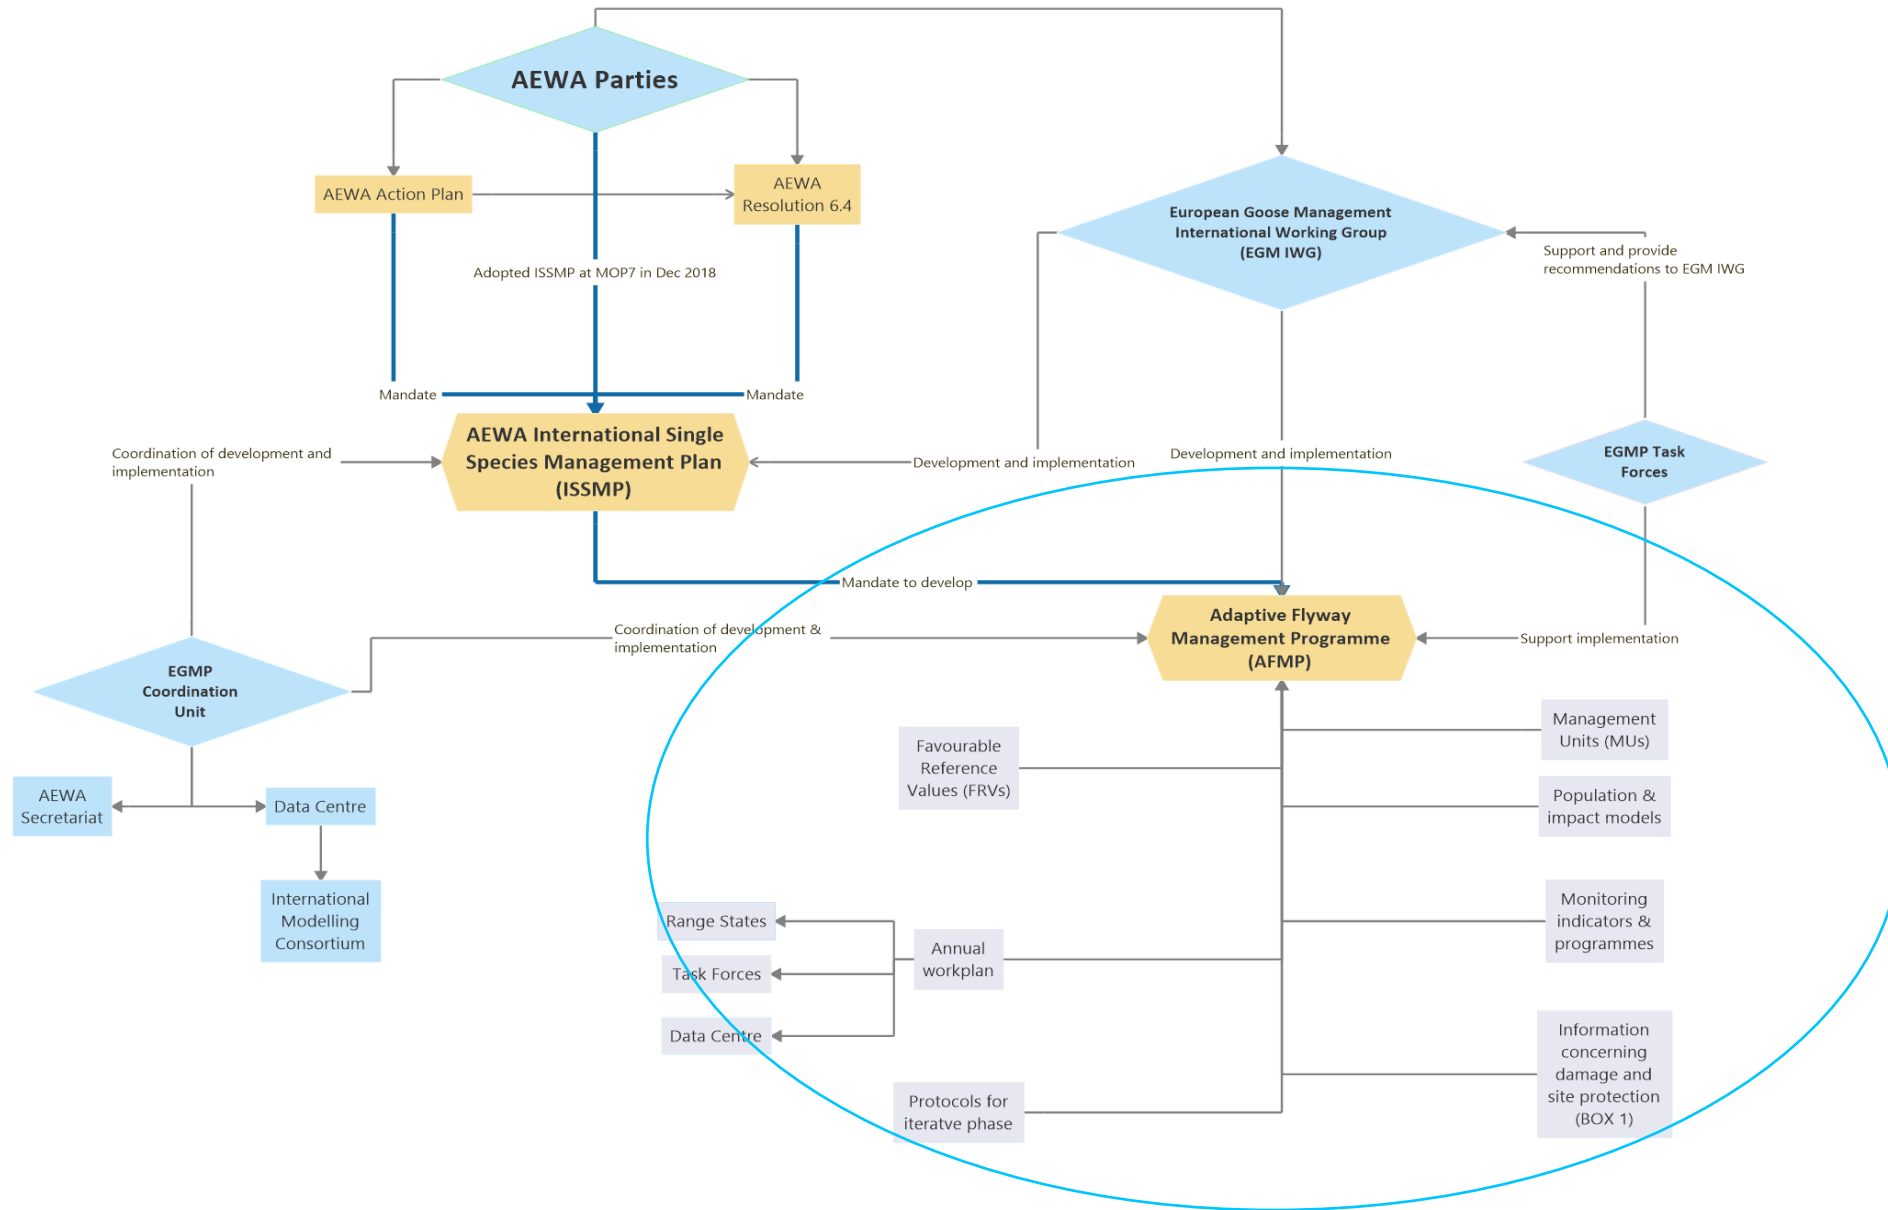 AEWA Parties
AEWA Action Plan
AEWA
Resolution 6.4
European Goose Management
International Working Group
(EGM IWG)
Support and provide
recommendations to EGM IWG
Adopted ISSMP at MOP7 in Dec 2018
Mandate
Mandate
AEWA International Single
Species Management Plan
(ISSMP)
Coordination of development and
implementation
Development and implementation
Development and implementation
EGMP Task
Forces
Mandate to develop
Adaptive Flyway
Management Programme
(AFMP)
Support implementation
Coordination of development &
implementation
EGMP
Coordination
Unit
AEWA
Secretariat
Data Centre
International
Modelling
Consortium
Favourable
Reference
Values (FRVs)
Management
Units (MUs)
Population &
impact models
Monitoring
indicators &
programmes
Range States
Task Forces
Data Centre
Annual
workplan
Information
concerning
damage and
site protection
(BOX 1)
Protocols for
iteratve phase